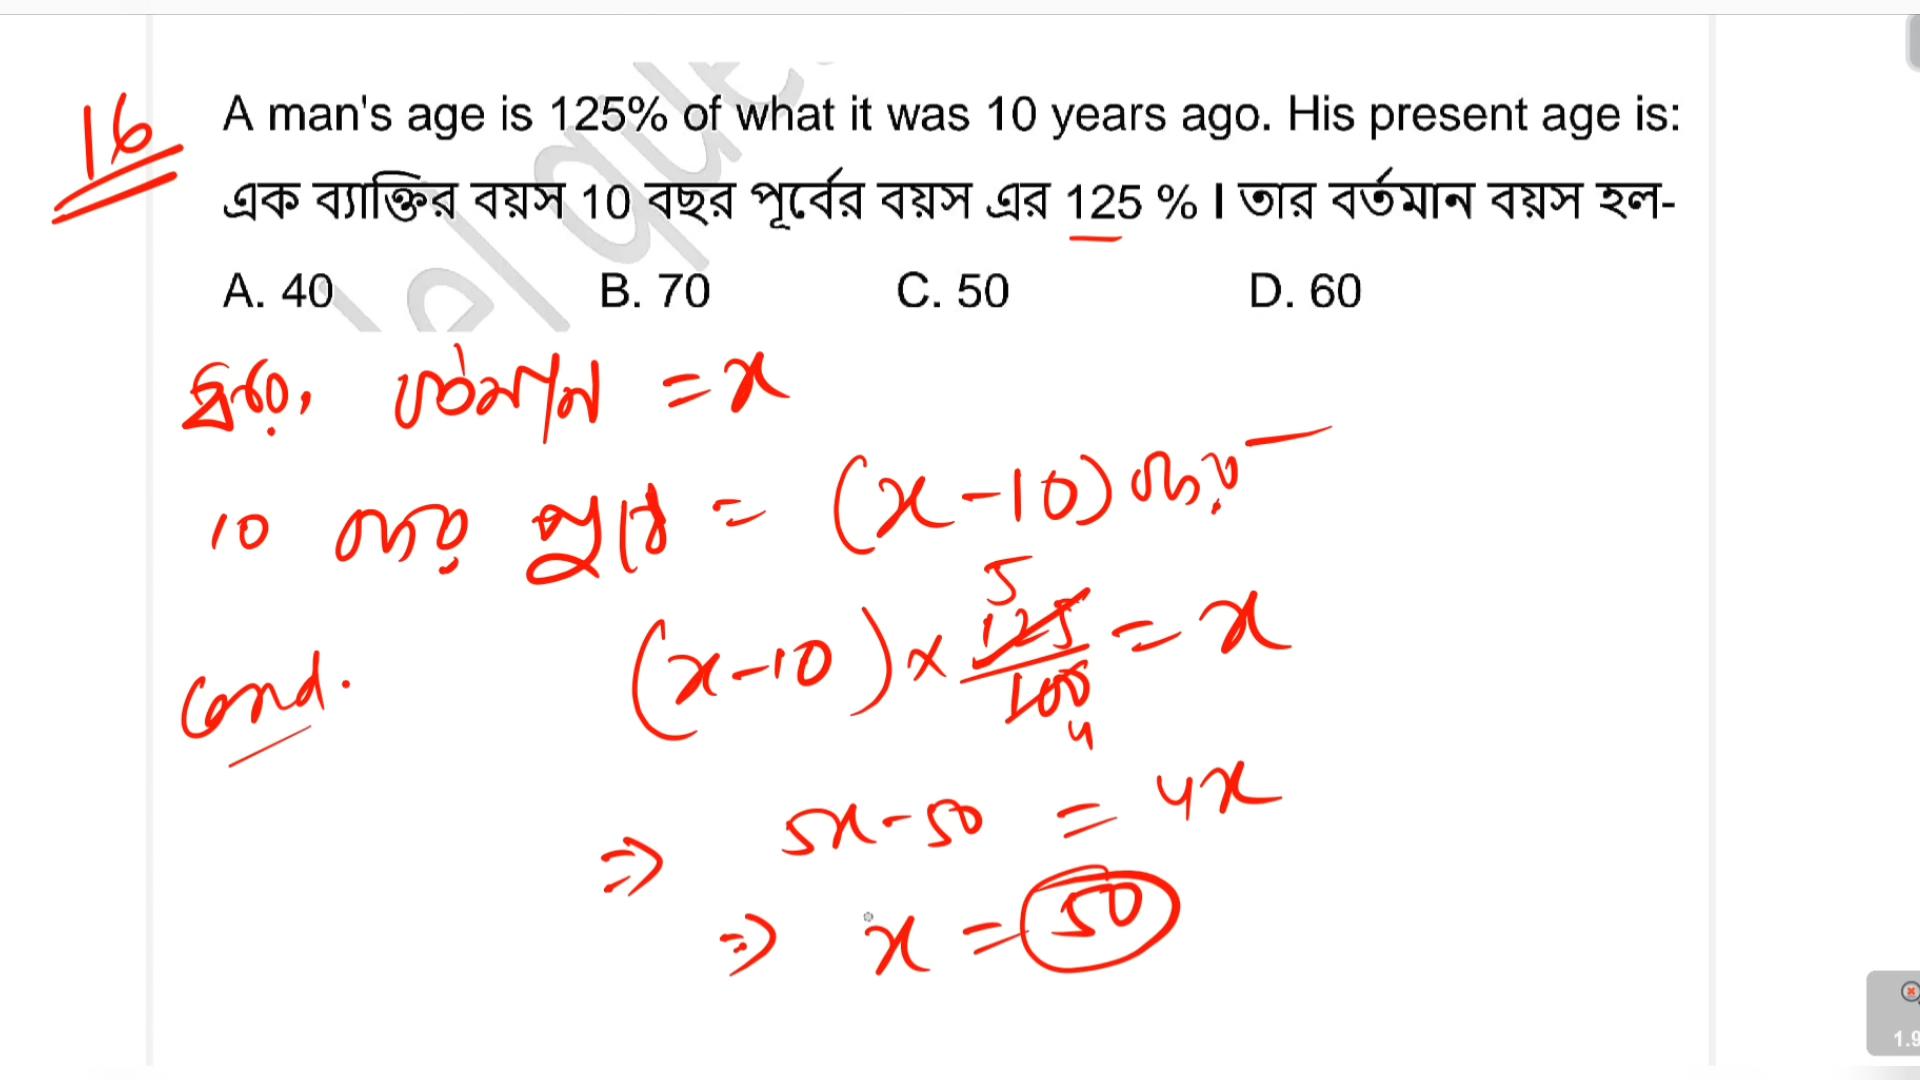 16
A man's age is 125% of what it was 10 years ago. His present age is:
এক ব্যাক্তির বয়স 10 বছর পূর্বের বয়স এর 125 % । তার বর্তমান বয়স হল-
A. 40 B. 70 C. 50 D. 60
ধরি, বর্তমান = x
10 বছর পূর্বে = (x-10) বছর
Cond. (x-10) × 125/100 = x
5
4
⇒ 5x-50 = 4x
⇒ x = 50
1.9